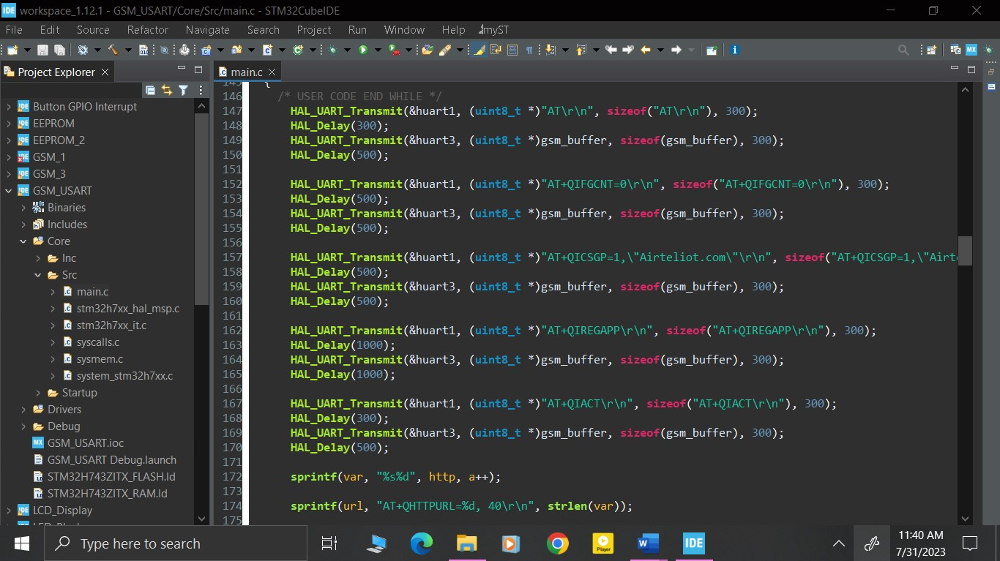 IDE workspace_1.12.1 - GSM_USART/Core/Src/main.c - STM32CubeIDE
File Edit Source Refactor Navigate Search Project Run Window Help myST
Project Explorer
main.c
Button GPIO Interrupt
EEPROM
EEPROM_2
GSM_1
GSM_3
GSM_USART
Binaries
Includes
Core
Inc
Src
main.c
stm32h7xx_hal_msp.c
stm32h7xx_it.c
syscalls.c
sysmem.c
system_stm32h7xx.c
Startup
Drivers
Debug
GSM_USART.ioc
GSM_USART Debug.launch
STM32H743ZITX_FLASH.ld
STM32H743ZITX_RAM.ld
LCD_Display
145 {
146 /* USER CODE END WHILE */
147 HAL_UART_Transmit(&huart1, (uint8_t *)"AT\r\n", sizeof("AT\r\n"), 300);
148 HAL_Delay(300);
149 HAL_UART_Transmit(&huart3, (uint8_t *)gsm_buffer, sizeof(gsm_buffer), 300);
150 HAL_Delay(500);
151
152 HAL_UART_Transmit(&huart1, (uint8_t *)"AT+QIFGCNT=0\r\n", sizeof("AT+QIFGCNT=0\r\n"), 300);
153 HAL_Delay(500);
154 HAL_UART_Transmit(&huart3, (uint8_t *)gsm_buffer, sizeof(gsm_buffer), 300);
155 HAL_Delay(500);
156
157 HAL_UART_Transmit(&huart1, (uint8_t *)"AT+QICSGP=1,\"Airteliot.com\"\r\n", sizeof("AT+QICSGP=1,\"Airt
158 HAL_Delay(500);
159 HAL_UART_Transmit(&huart3, (uint8_t *)gsm_buffer, sizeof(gsm_buffer), 300);
160 HAL_Delay(500);
161
162 HAL_UART_Transmit(&huart1, (uint8_t *)"AT+QIREGAPP\r\n", sizeof("AT+QIREGAPP\r\n"), 300);
163 HAL_Delay(1000);
164 HAL_UART_Transmit(&huart3, (uint8_t *)gsm_buffer, sizeof(gsm_buffer), 300);
165 HAL_Delay(1000);
166
167 HAL_UART_Transmit(&huart1, (uint8_t *)"AT+QIACT\r\n", sizeof("AT+QIACT\r\n"), 300);
168 HAL_Delay(300);
169 HAL_UART_Transmit(&huart3, (uint8_t *)gsm_buffer, sizeof(gsm_buffer), 300);
170 HAL_Delay(500);
171
172 sprintf(var, "%s%d", http, a++);
173
174 sprintf(url, "AT+QHTTPURL=%d, 40\r\n", strlen(var));
175
Type here to search
Player
IDE
11:40 AM
7/31/2023